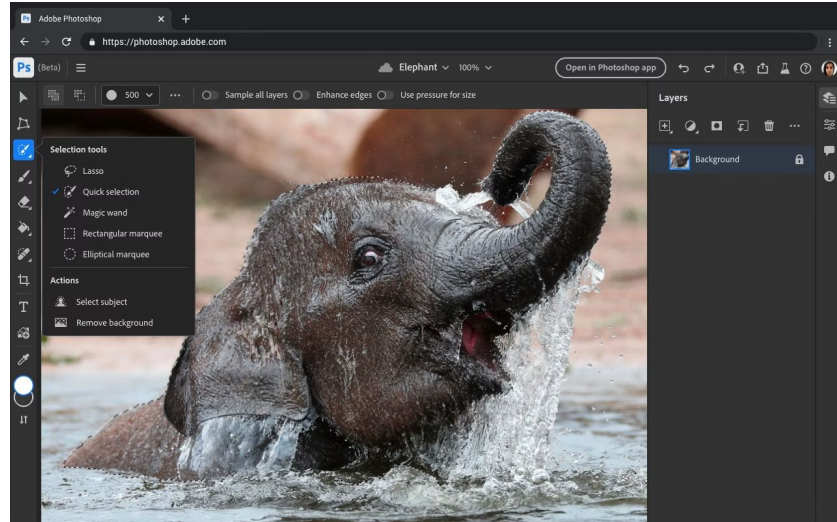 Ps Adobe Photoshop
https://photoshop.adobe.com
Ps (Beta) Elephant 100% Open in Photoshop app
500 Sample all layers Enhance edges Use pressure for size
Layers
Background
Selection tools
Lasso
Quick selection
Magic wand
Rectangular marquee
Elliptical marquee
Actions
Select subject
Remove background
T